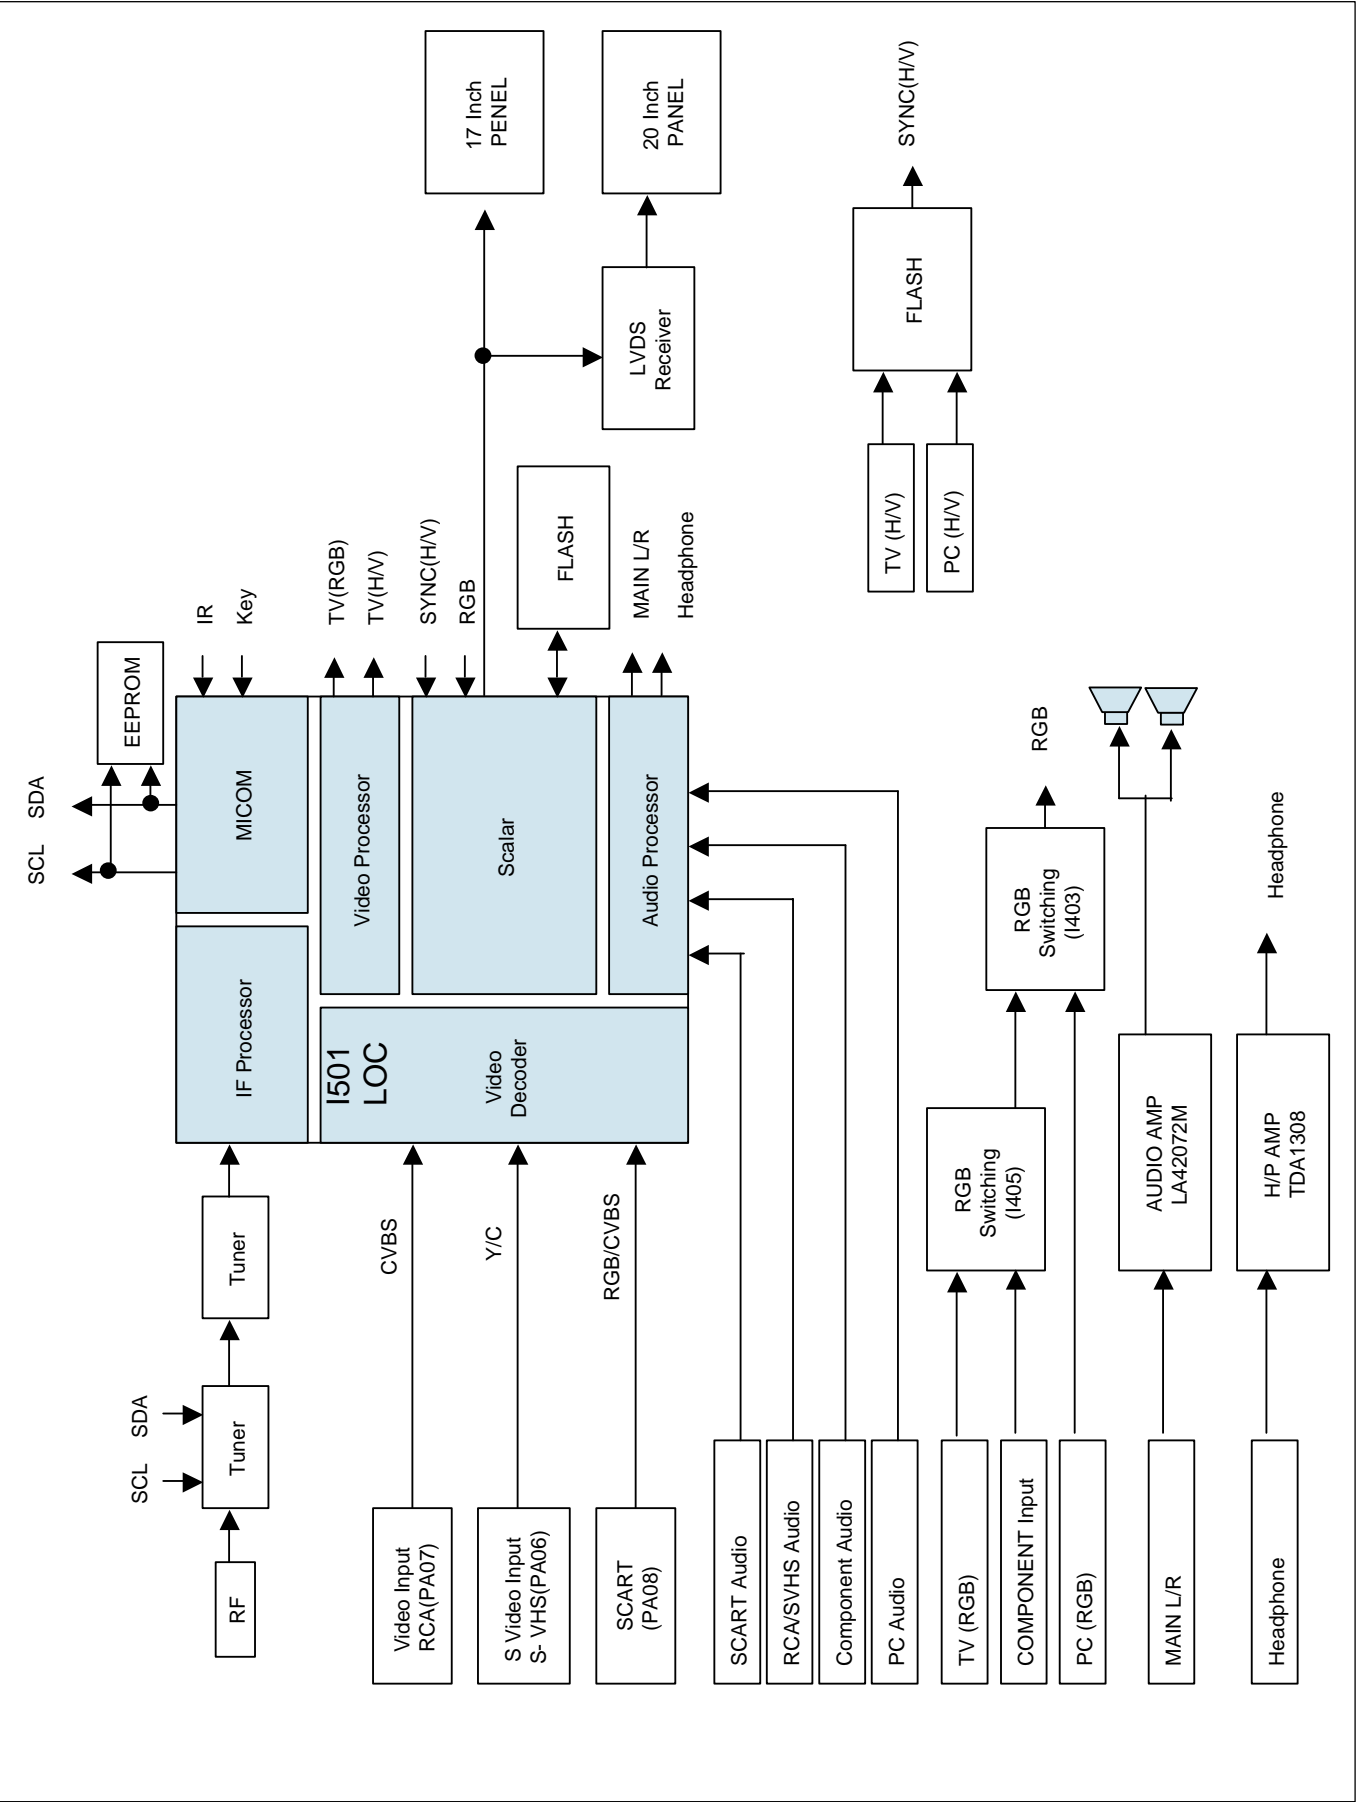 SCL
SDA
EEPROM
IR
Key
RF
SCL
SDA
Tuner
Tuner
IF Processor
MICOM
Video Input
RCA(PA07)
CVBS
I501
LOC
Video
Decoder
Video Processor
TV(RGB)
TV(H/V)
S Video Input
S- VHS(PA06)
Y/C
Scalar
SYNC(H/V)
RGB
FLASH
17 Inch
PENEL
LVDS
Receiver
20 Inch
PANEL
SCART
(PA08)
RGB/CVBS
Audio Processor
MAIN L/R
Headphone
SCART Audio
RCA/SVHS Audio
Component Audio
PC Audio
TV (H/V)
PC (H/V)
FLASH
SYNC(H/V)
TV (RGB)
COMPONENT Input
PC (RGB)
RGB
Switching
(I405)
RGB
Switching
(I403)
RGB
MAIN L/R
AUDIO AMP
LA42072M
Headphone
H/P AMP
TDA1308
Headphone